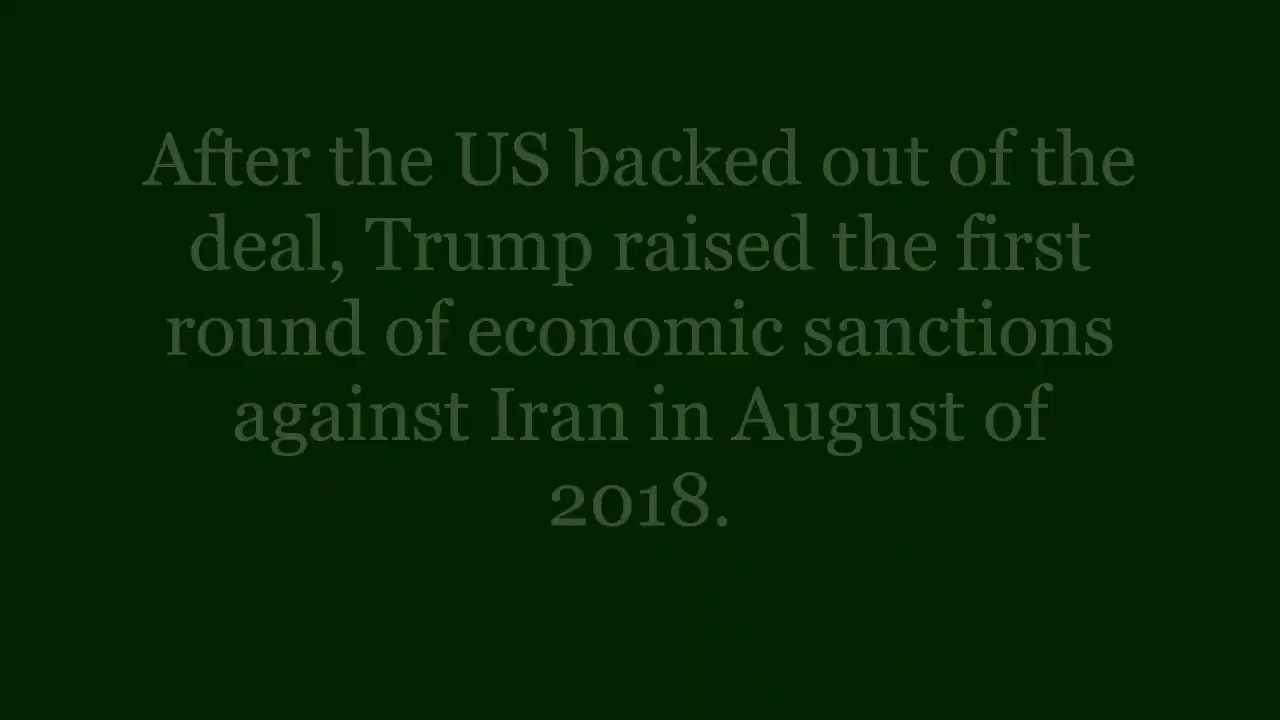 After the US backed out of the
deal, Trump raised the first
round of economic sanctions
against Iran in August of
2018.